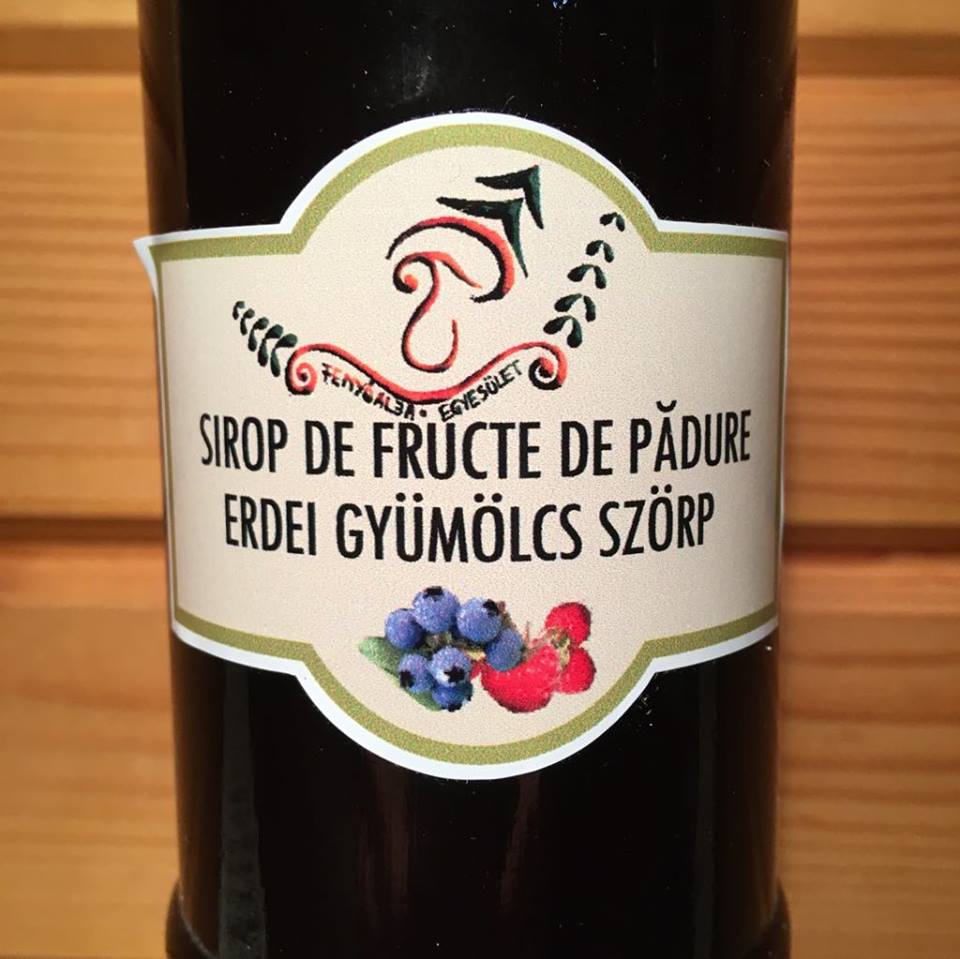 FENYŐALJA • EGYESÜLET
SIROP DE FRUCTE DE PĂDURE
ERDEI GYÜMÖLCS SZÖRP